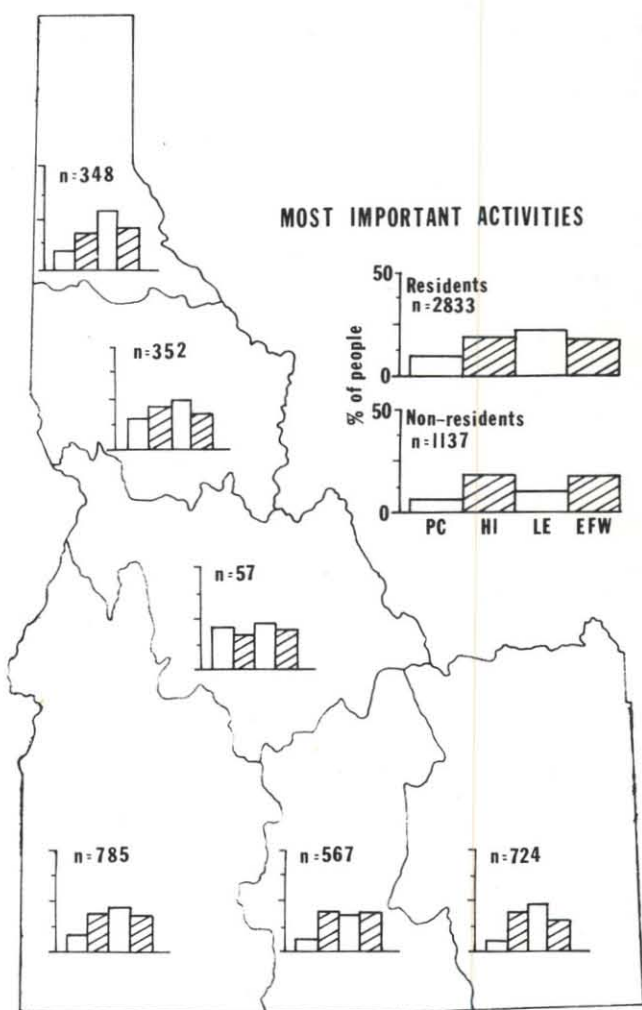 n=348
MOST IMPORTANT ACTIVITIES
50
Residents
n=2833
0
% of people
50
Non-residents
n=1137
0
PC HI LE EFW
n=352
n=57
n=785
n=567
n=724